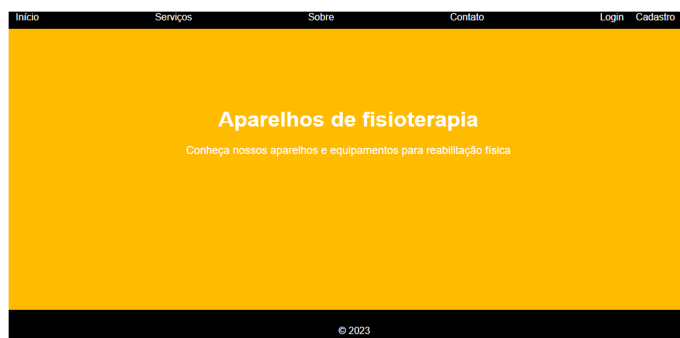 Início Serviços Sobre Contato Login Cadastro
Aparelhos de fisioterapia
Conheça nossos aparelhos e equipamentos para reabilitação física
© 2023